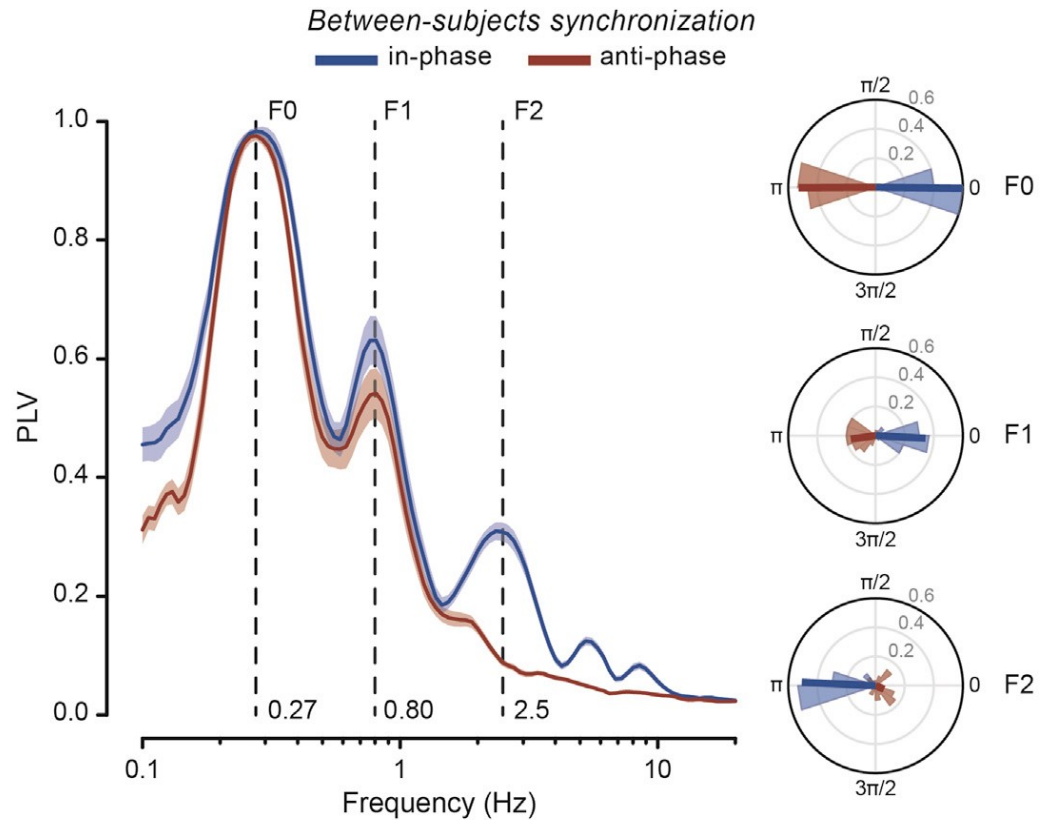 Between-subjects synchronization
in-phase anti-phase
F0 F1 F2
1.0
0.8
0.6
0.4
0.2
0.0
PLV
0.27 0.80 2.5
0.1 1 10
Frequency (Hz)
π/2
0.6
0.4
0.2
π 0 F0
3π/2
π/2
0.6
0.4
0.2
π 0 F1
3π/2
π/2
0.6
0.4
0.2
π 0 F2
3π/2